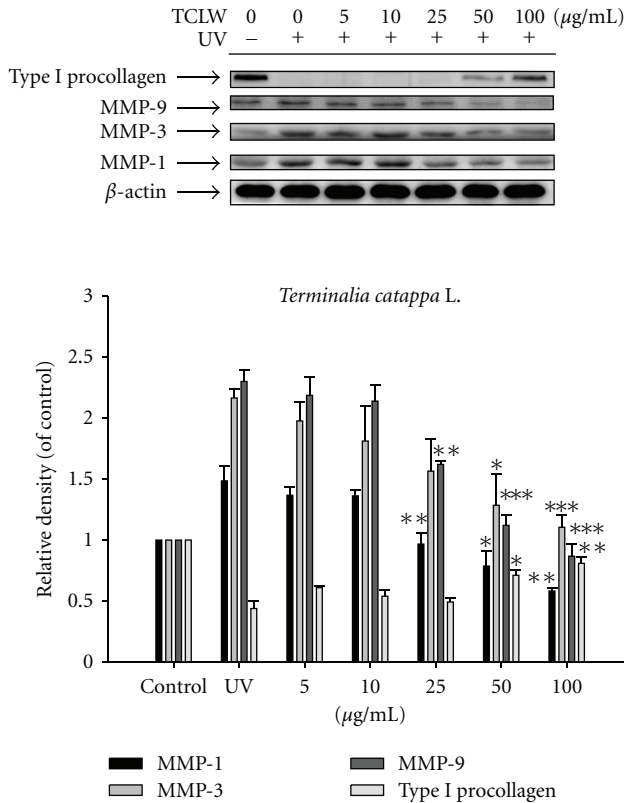 TCLW 0 0 5 10 25 50 100 (μg/mL)
UV − + + + + + +
Type I procollagen
MMP-9
MMP-3
MMP-1
β-actin
Terminalia catappa L.
Relative density (of control)
3
2.5
2
1.5
1
0.5
0
** ** * * *** * ** *** *** **
Control UV 5 10 25 50 100
(μg/mL)
MMP-1 MMP-9
MMP-3 Type I procollagen